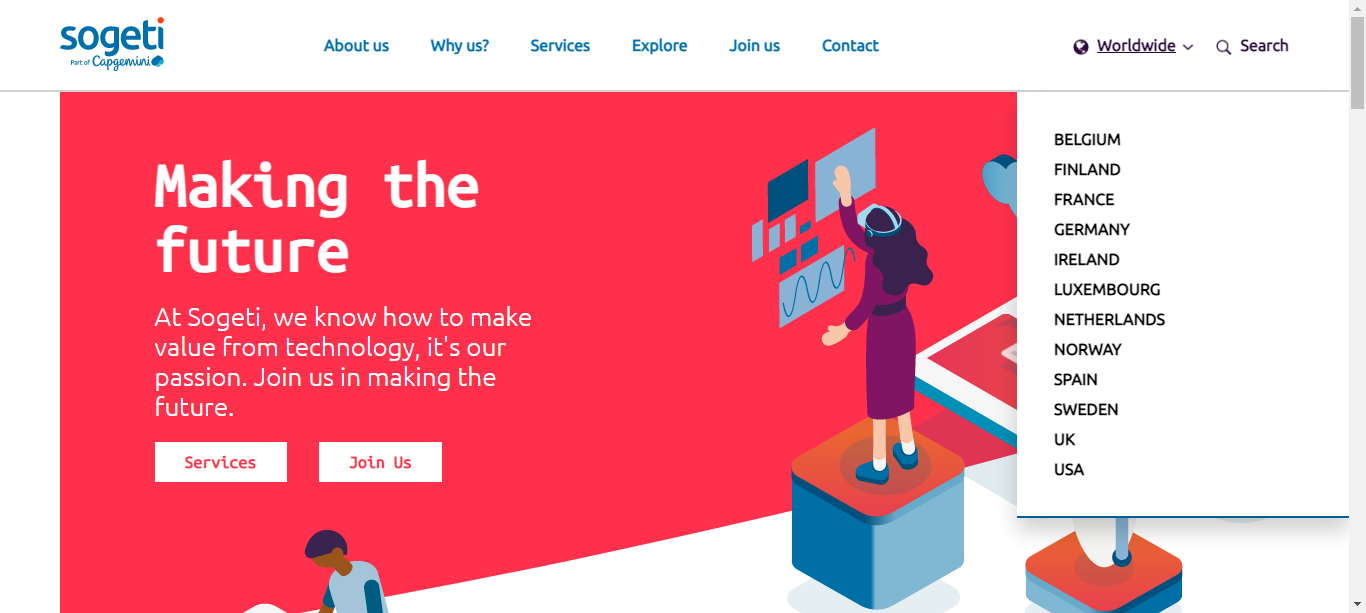 sogeti
Part of Capgemini
About us
Why us?
Services
Explore
Join us
Contact
Worldwide
Search
Making the
future
At Sogeti, we know how to make
value from technology, it's our
passion. Join us in making the
future.
Services
Join Us
BELGIUM
FINLAND
FRANCE
GERMANY
IRELAND
LUXEMBOURG
NETHERLANDS
NORWAY
SPAIN
SWEDEN
UK
USA